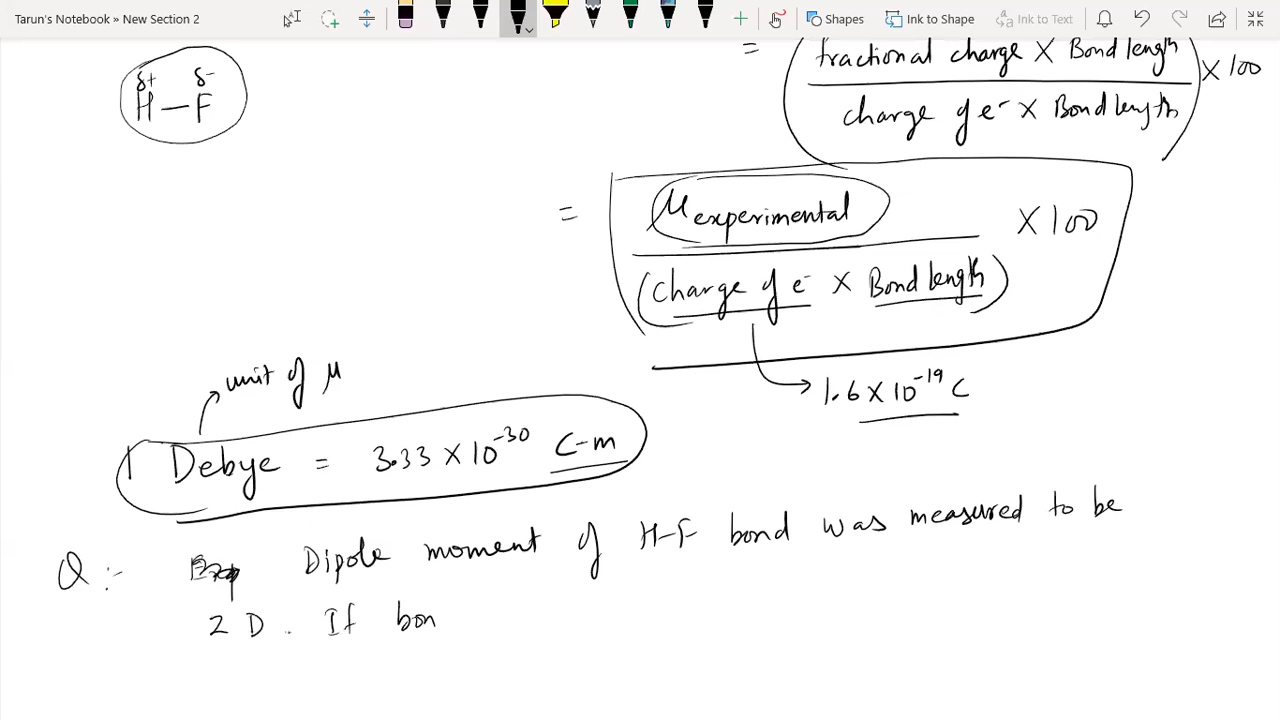 Tarun's Notebook » New Section 2
Shapes
Ink to Shape
Ink to Text
= fractional charge X Bond length X 100
charge of e⁻ X Bond length
δ+ δ-
H — F
= μ experimental X 100
(charge of e⁻ X Bond length)
1.6 X 10⁻¹⁹ C
unit of μ
1 Debye = 3.33 X 10⁻³⁰ C-m
Q :- Dipole moment of H-F bond was measured to be
2 D. If bon